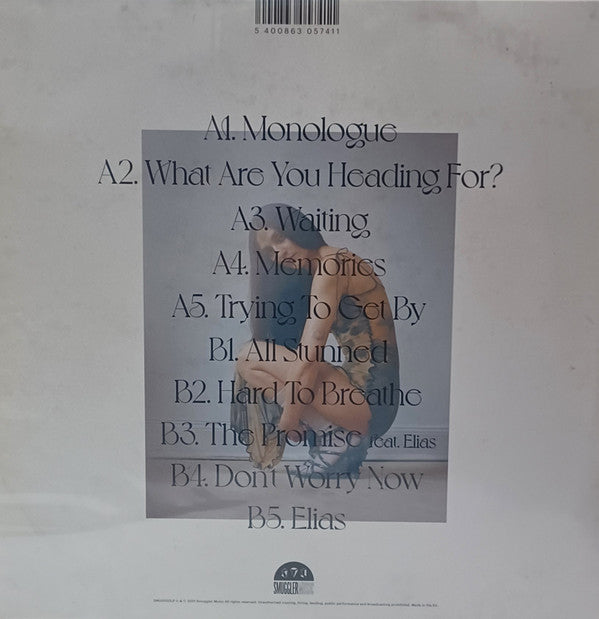 5 400863 057411
A1. Monologue
A2. What Are You Heading For?
A3. Waiting
A4. Memories
A5. Trying To Get By
B1. All Stunned
B2. Hard To Breathe
B3. The Promise feat. Elias
B4. Don't Worry Now
B5. Elias
SMUGGLER MUSIC